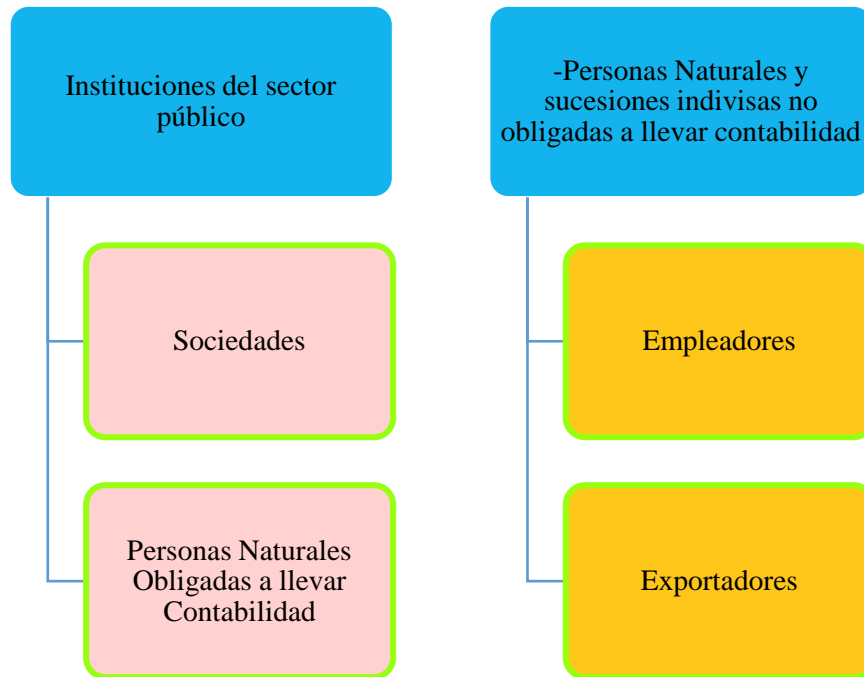 Instituciones del sector
público
Sociedades
Personas Naturales
Obligadas a llevar
Contabilidad
-Personas Naturales y
sucesiones indivisas no
obligadas a llevar contabilidad
Empleadores
Exportadores